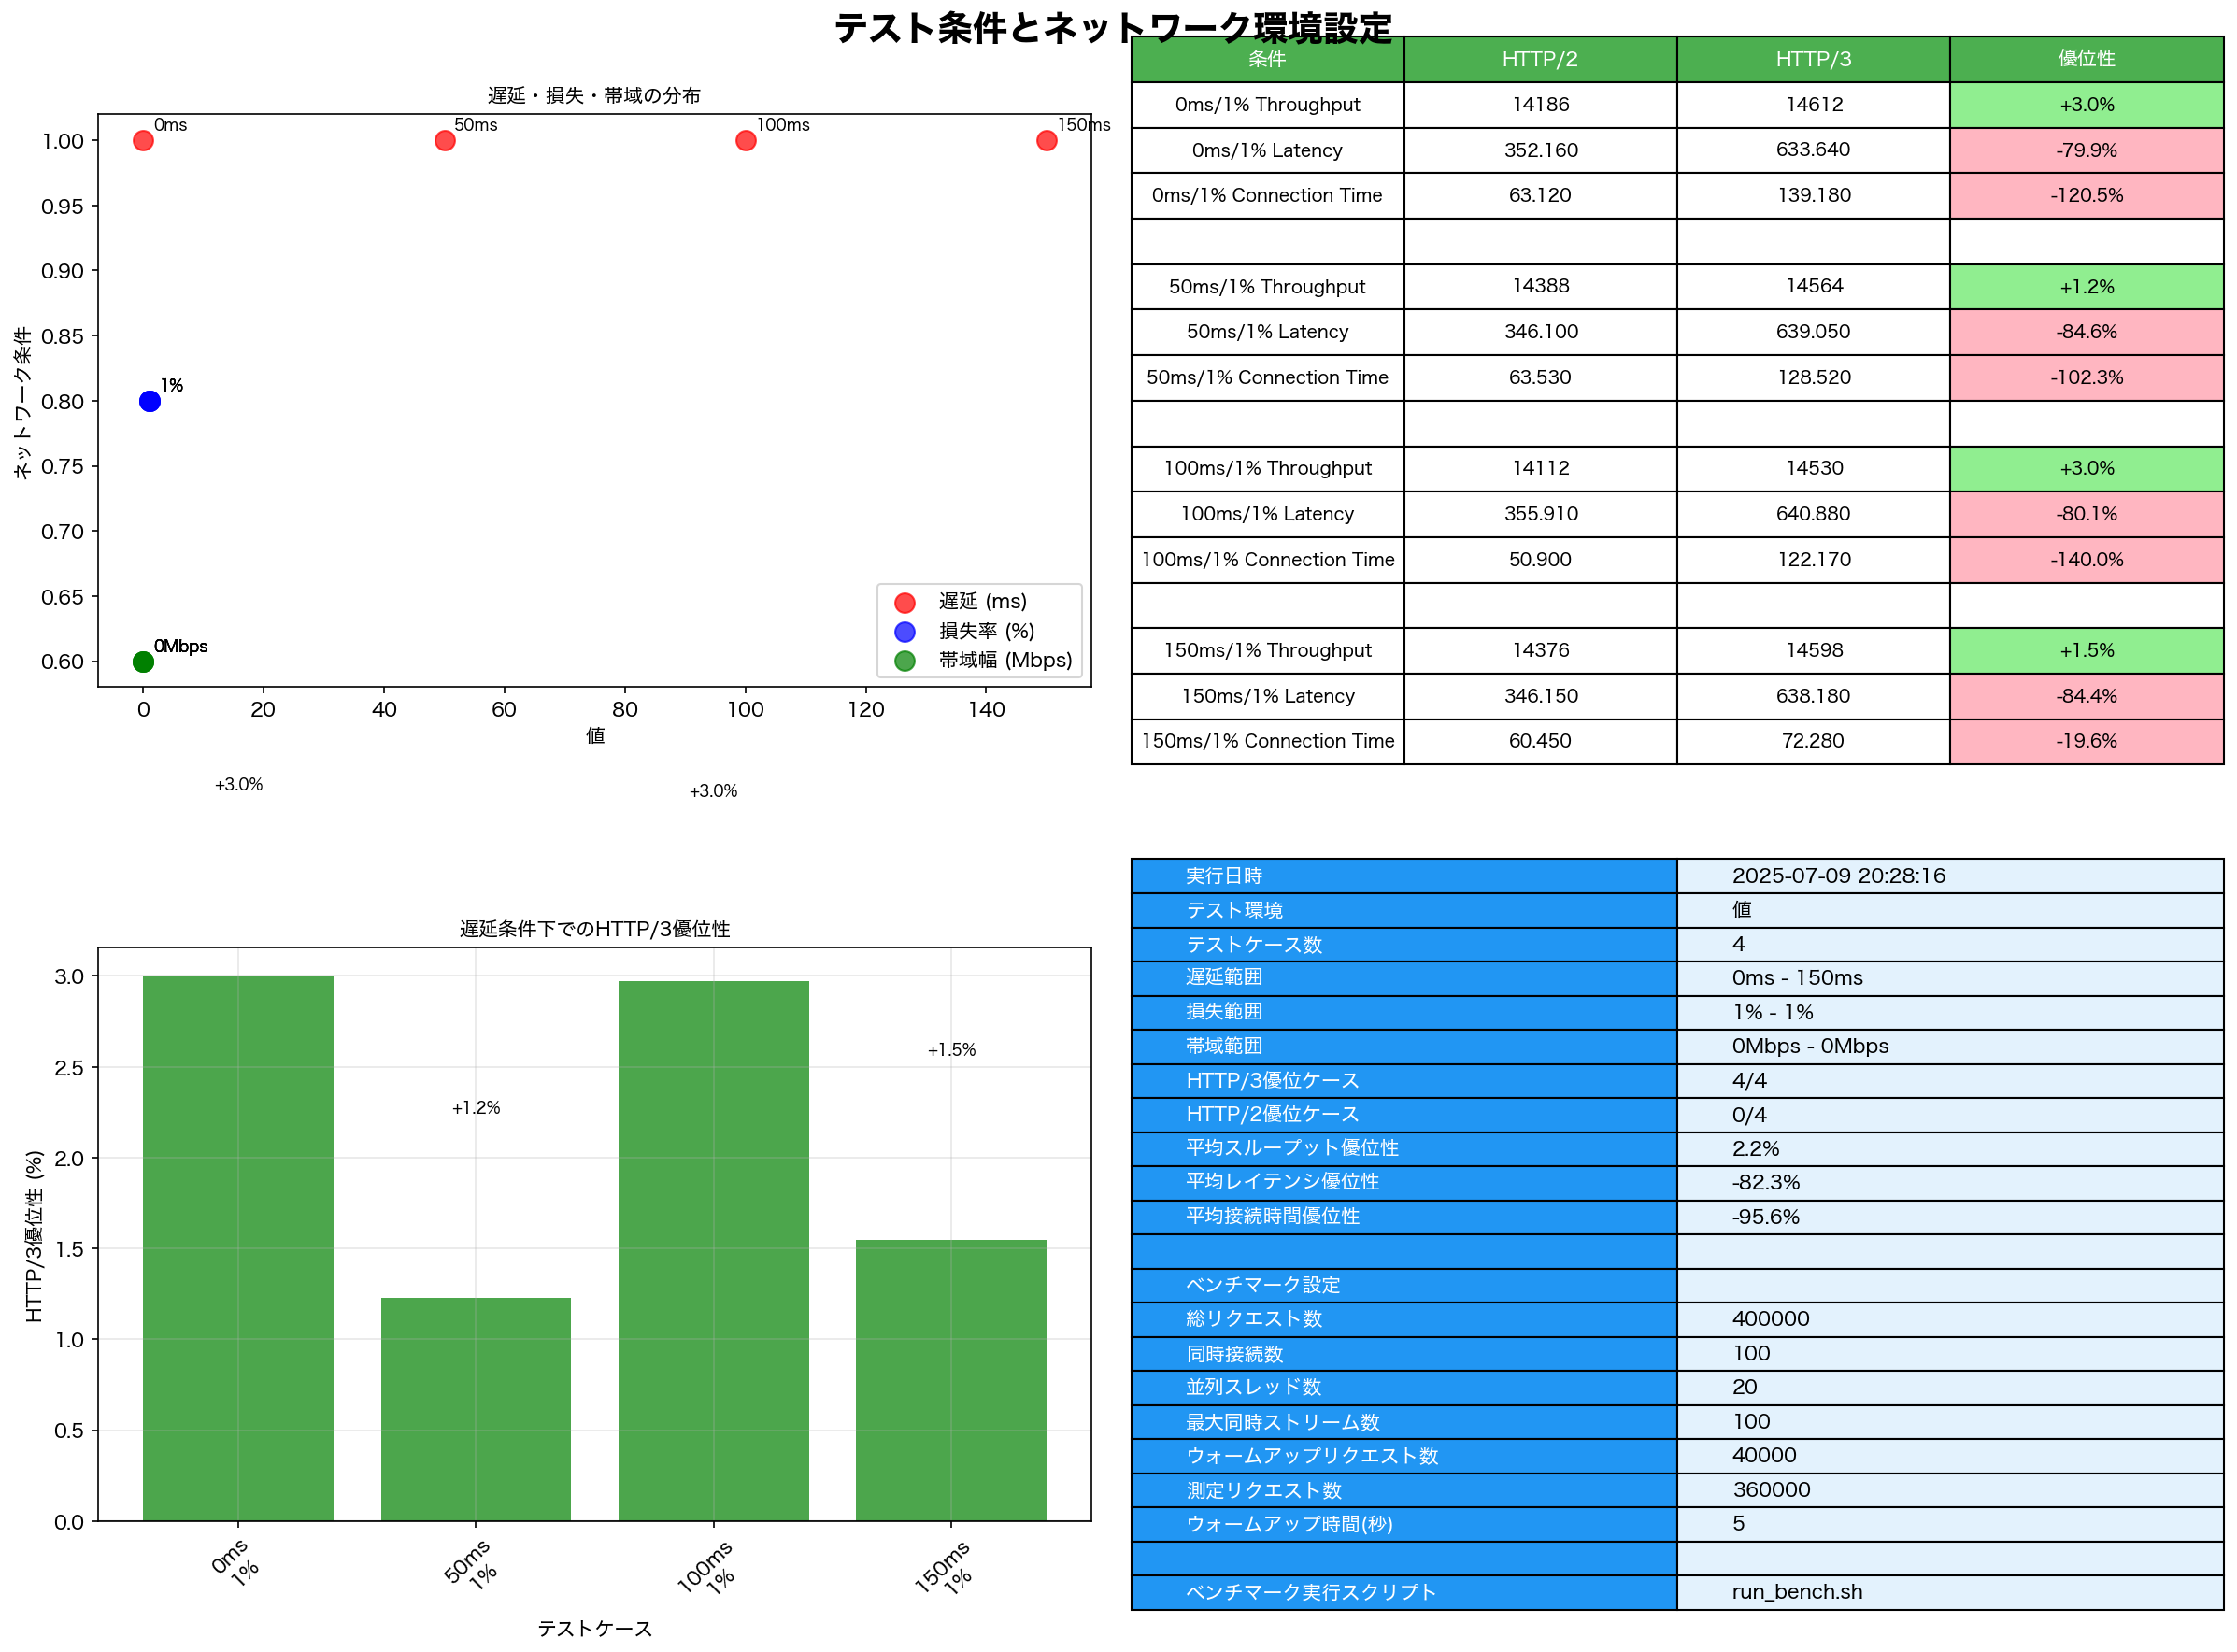 テスト条件とネットワーク環境設定
遅延・損失・帯域の分布
0ms 50ms 100ms 150ms
1.00
0.95
0.90
0.85
1%
0.80
0.75
0.70
0.65
0Mbps
0.60
ネットワーク条件
遅延 (ms)
損失率 (%)
帯域幅 (Mbps)
0 20 40 60 80 100 120 140
値
条件 HTTP/2 HTTP/3 優位性
0ms/1% Throughput 14186 14612 +3.0%
0ms/1% Latency 352.160 633.640 -79.9%
0ms/1% Connection Time 63.120 139.180 -120.5%
50ms/1% Throughput 14388 14564 +1.2%
50ms/1% Latency 346.100 639.050 -84.6%
50ms/1% Connection Time 63.530 128.520 -102.3%
100ms/1% Throughput 14112 14530 +3.0%
100ms/1% Latency 355.910 640.880 -80.1%
100ms/1% Connection Time 50.900 122.170 -140.0%
150ms/1% Throughput 14376 14598 +1.5%
150ms/1% Latency 346.150 638.180 -84.4%
150ms/1% Connection Time 60.450 72.280 -19.6%
+3.0% +3.0%
遅延条件下でのHTTP/3優位性
3.0
+1.5%
2.5
+1.2%
2.0
1.5
1.0
0.5
0.0
HTTP/3優位性 (%)
0ms
1%
50ms
1%
100ms
1%
150ms
1%
テストケース
実行日時 2025-07-09 20:28:16
テスト環境 値
テストケース数 4
遅延範囲 0ms - 150ms
損失範囲 1% - 1%
帯域範囲 0Mbps - 0Mbps
HTTP/3優位ケース 4/4
HTTP/2優位ケース 0/4
平均スループット優位性 2.2%
平均レイテンシ優位性 -82.3%
平均接続時間優位性 -95.6%
ベンチマーク設定
総リクエスト数 400000
同時接続数 100
並列スレッド数 20
最大同時ストリーム数 100
ウォームアップリクエスト数 40000
測定リクエスト数 360000
ウォームアップ時間(秒) 5
ベンチマーク実行スクリプト run_bench.sh